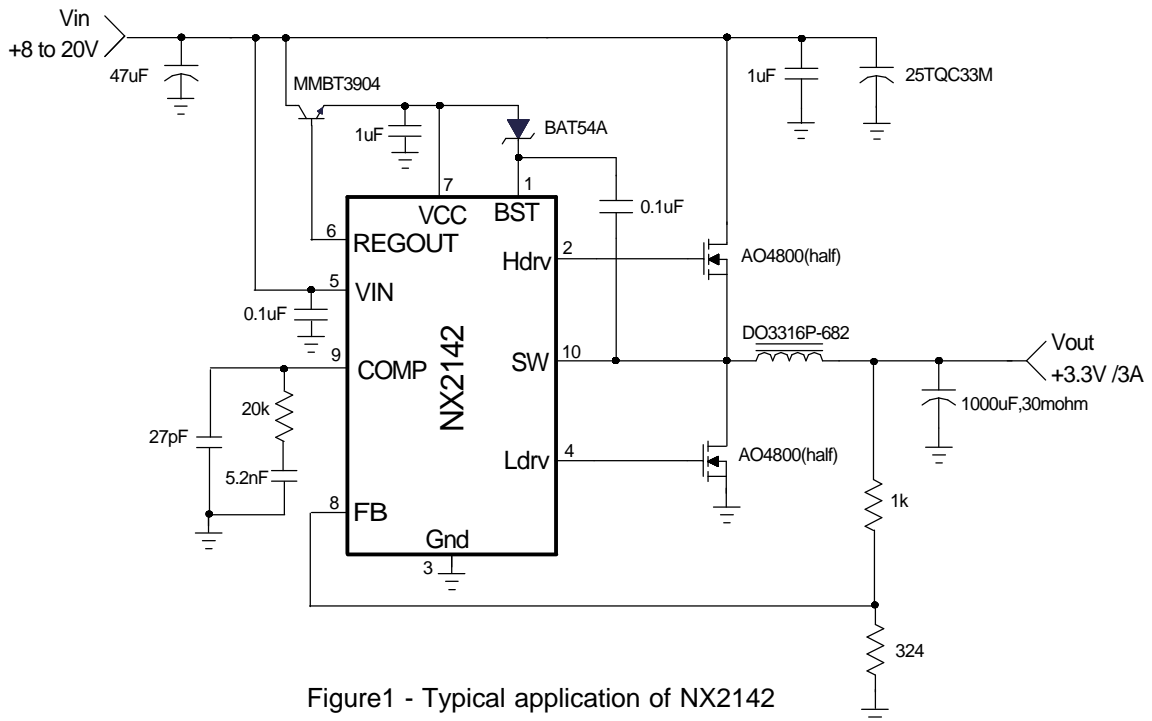 Vin
+8 to 20V
47uF
MMBT3904
1uF
BAT54A
1uF
25TQC33M
7
1
VCC
BST
0.1uF
6
REGOUT
2
Hdrv
AO4800(half)
5
VIN
0.1uF
NX2142
DO3316P-682
9
COMP
SW
10
Vout
+3.3V /3A
20k
1000uF,30mohm
27pF
5.2nF
Ldrv
4
AO4800(half)
8
FB
1k
Gnd
3
324
Figure1 - Typical application of NX2142